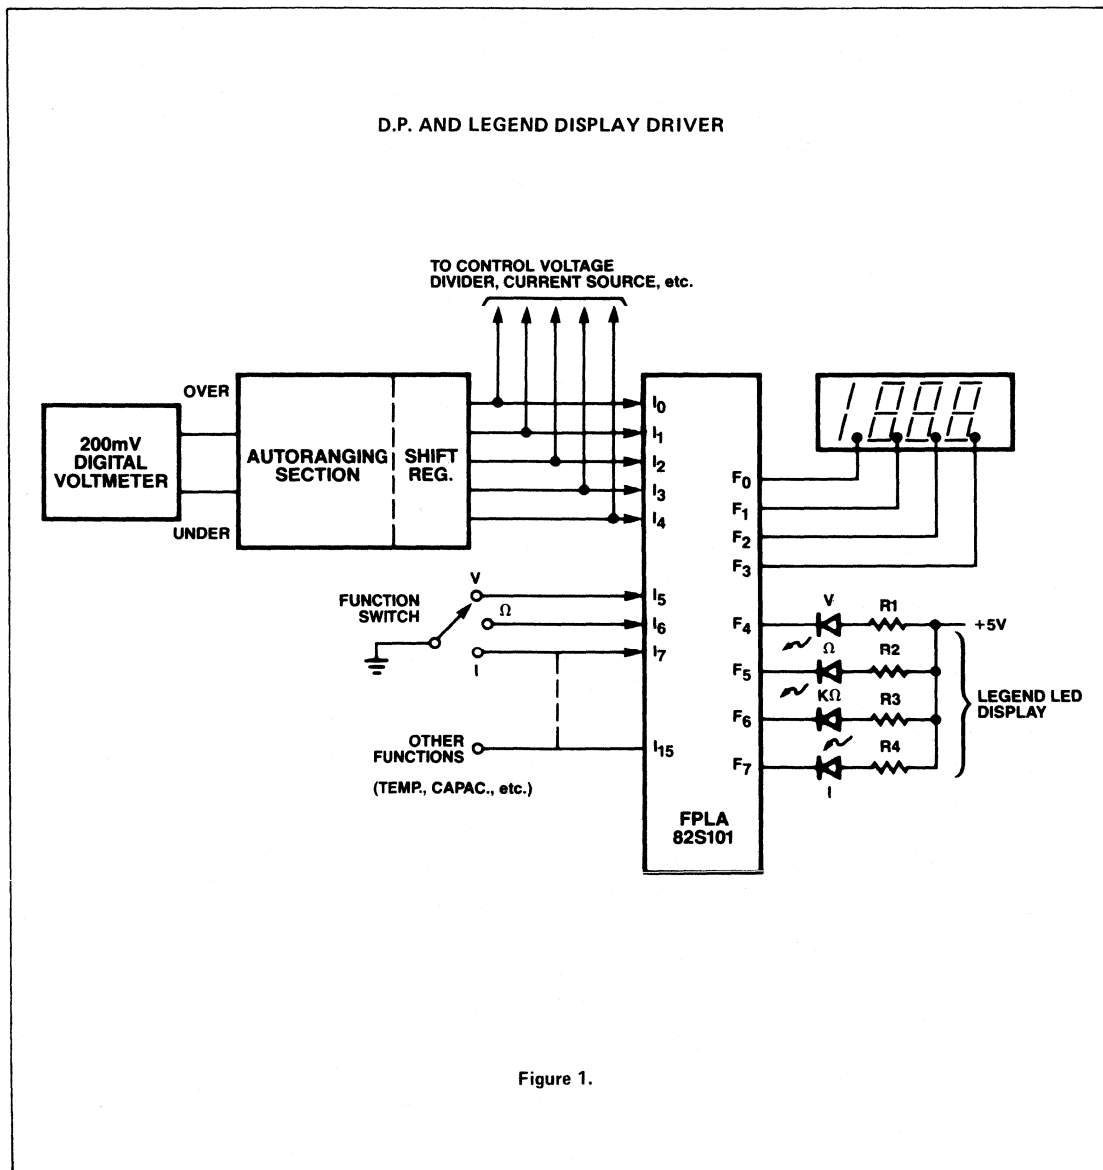 D.P. AND LEGEND DISPLAY DRIVER
TO CONTROL VOLTAGE
DIVIDER, CURRENT SOURCE, etc.
OVER
200mV
DIGITAL
VOLTMETER
UNDER
AUTORANGING
SECTION
SHIFT
REG.
I0
I1
I2
I3
I4
FUNCTION
SWITCH
V
Ω
I
I5
I6
I7
OTHER
FUNCTIONS
I15
(TEMP., CAPAC., etc.)
FPLA
82S101
F0
F1
F2
F3
F4
F5
F6
F7
V
R1
+5V
Ω
R2
KΩ
R3
R4
I
LEGEND LED
DISPLAY
Figure 1.